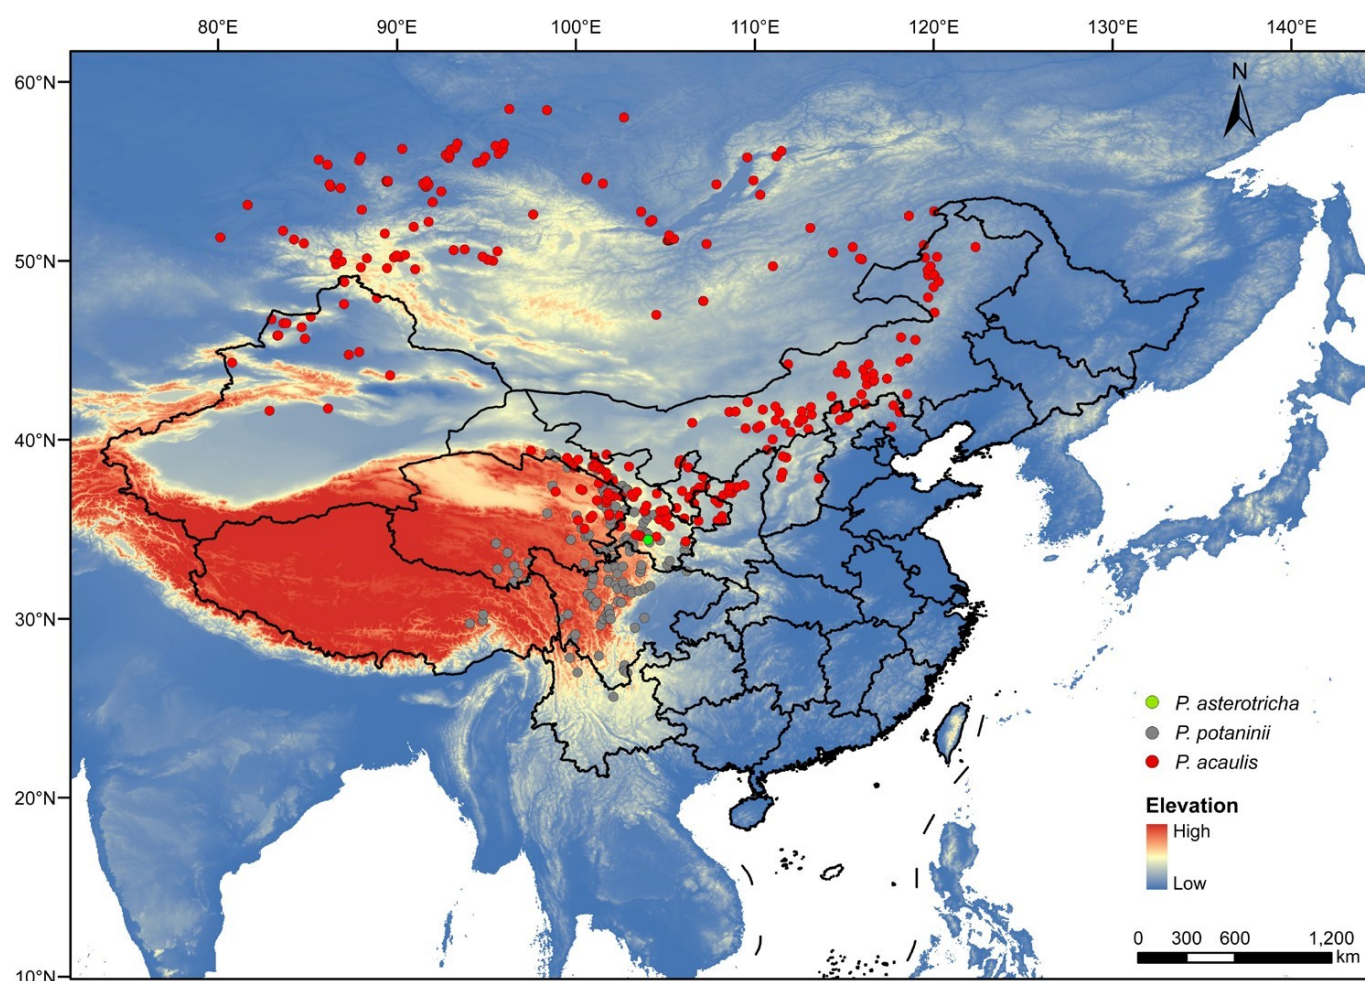 80°E 90°E 100°E 110°E 120°E 130°E 140°E
60°N
N
50°N
40°N
30°N
P. asterotricha
P. potaninii
P. acaulis
20°N
Elevation
High
Low
0 300 600 1,200
km
10°N